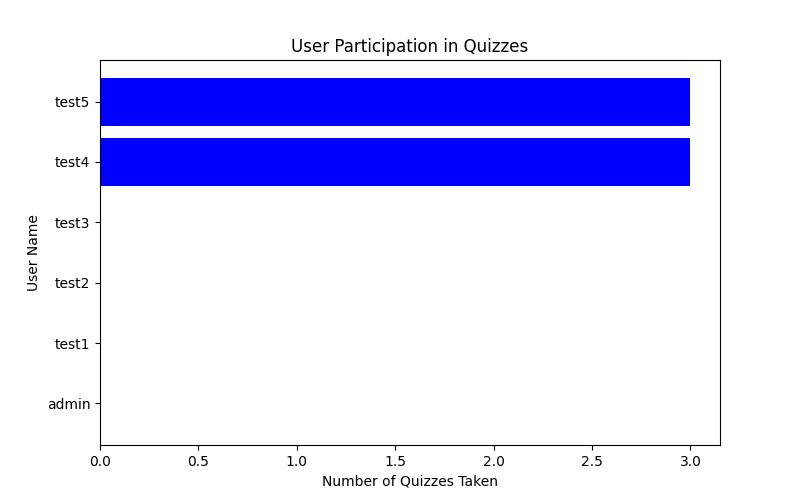 User Participation in Quizzes
test5
test4
test3
test2
test1
admin
User Name
0.0 0.5 1.0 1.5 2.0 2.5 3.0
Number of Quizzes Taken